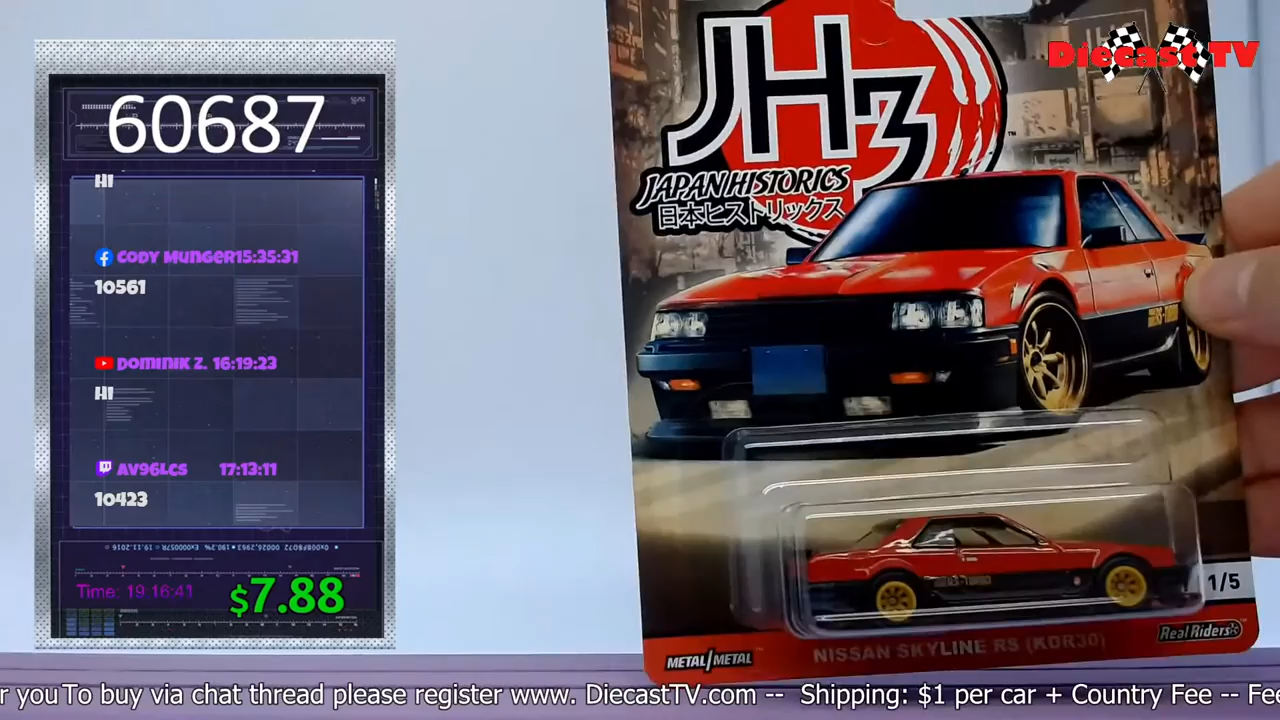 60687
HI
Cody Munger15:35:31
10561
Dominik Z. 16:19:23
HI
AV96LCS 17:13:11
10423
Time: 19:16:41
$7.88
Diecast TV
JH3
JAPAN HISTORICS
日本ヒストリックス
1/5
METAL/METAL™
NISSAN SKYLINE RS (KDR30)
Real Riders
r you To buy via chat thread please register www. DiecastTV.com -- Shipping: $1 per car + Country Fee -- Fee